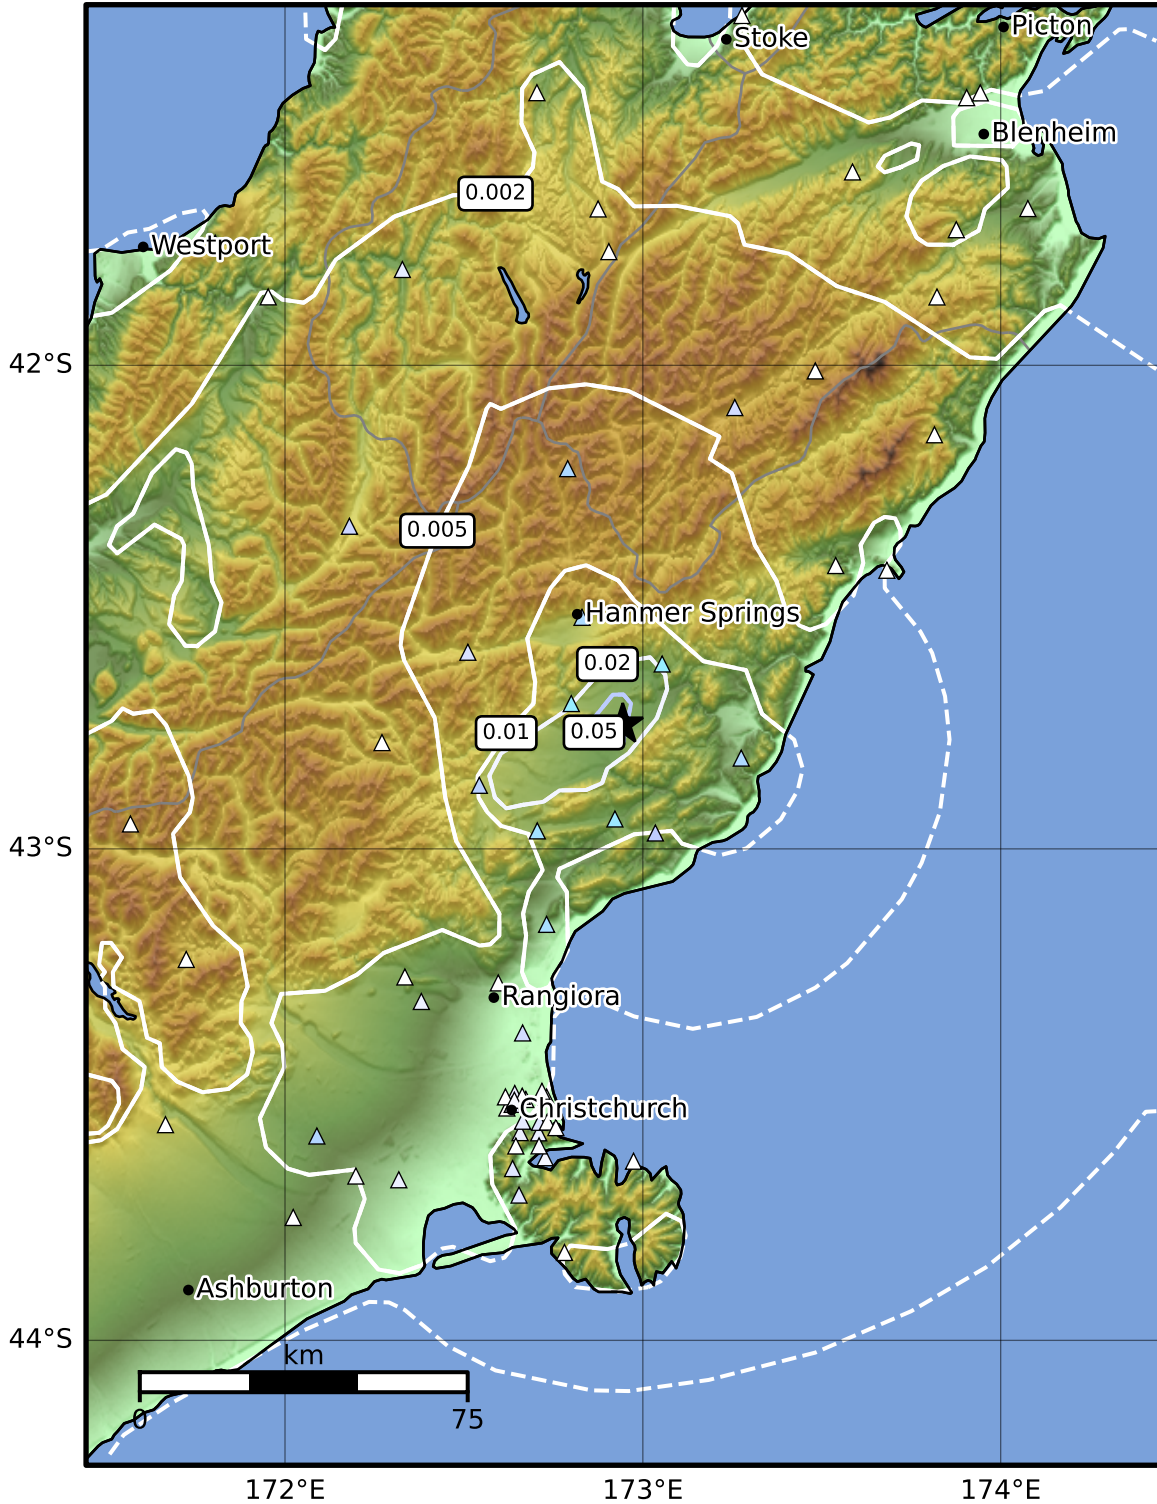 Picton
Stoke
Blenheim
0.002
Westport
42°S
0.005
Hanmer Springs
0.02
0.01
0.05
43°S
Rangiora
Christchurch
Ashburton
44°S
km
0
75
172°E
173°E
174°E